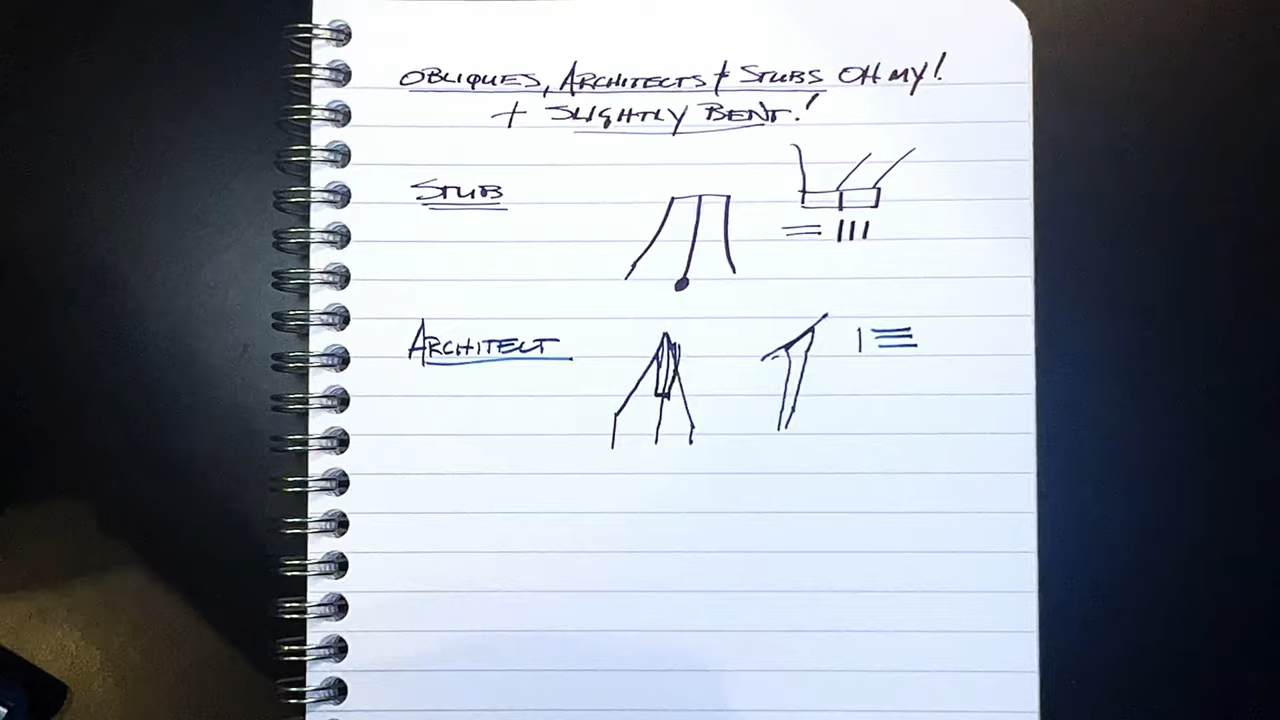 OBLIQUES, ARCHITECTS & STUBS OH MY!
+ SLIGHTLY BENT!
STUB
ARCHITECT